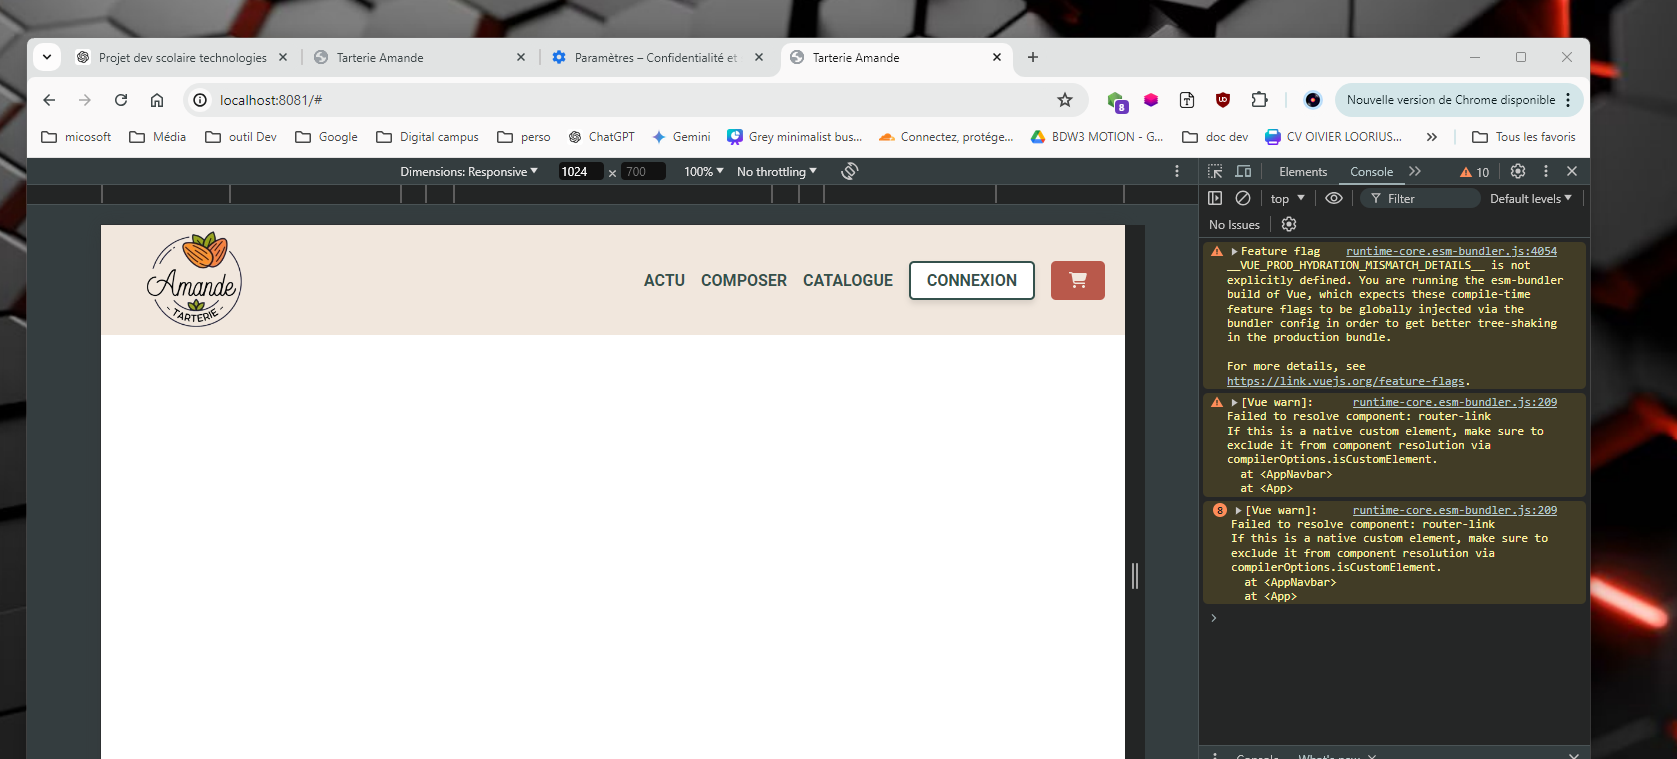 Projet dev scolaire technologies
Tarterie Amande
Paramètres – Confidentialité et
Tarterie Amande
localhost:8081/#
8
Nouvelle version de Chrome disponible
micosoft
Média
outil Dev
Google
Digital campus
perso
ChatGPT
Gemini
Grey minimalist bus...
Connectez, protége...
BDW3 MOTION - G...
doc dev
CV OIVIER LOORIUS...
Tous les favoris
Dimensions: Responsive
1024 × 700
100%
No throttling
Elements
Console
10
top
Filter
Default levels
No Issues
Amande
- TARTERIE -
ACTU
COMPOSER
CATALOGUE
CONNEXION
Feature flag runtime-core.esm-bundler.js:4054
__VUE_PROD_HYDRATION_MISMATCH_DETAILS__ is not
explicitly defined. You are running the esm-bundler
build of Vue, which expects these compile-time
feature flags to be globally injected via the
bundler config in order to get better tree-shaking
in the production bundle.
For more details, see
https://link.vuejs.org/feature-flags.
[Vue warn]: runtime-core.esm-bundler.js:209
Failed to resolve component: router-link
If this is a native custom element, make sure to
exclude it from component resolution via
compilerOptions.isCustomElement.
at <AppNavbar>
at <App>
8 [Vue warn]: runtime-core.esm-bundler.js:209
Failed to resolve component: router-link
If this is a native custom element, make sure to
exclude it from component resolution via
compilerOptions.isCustomElement.
at <AppNavbar>
at <App>
Console
What's new